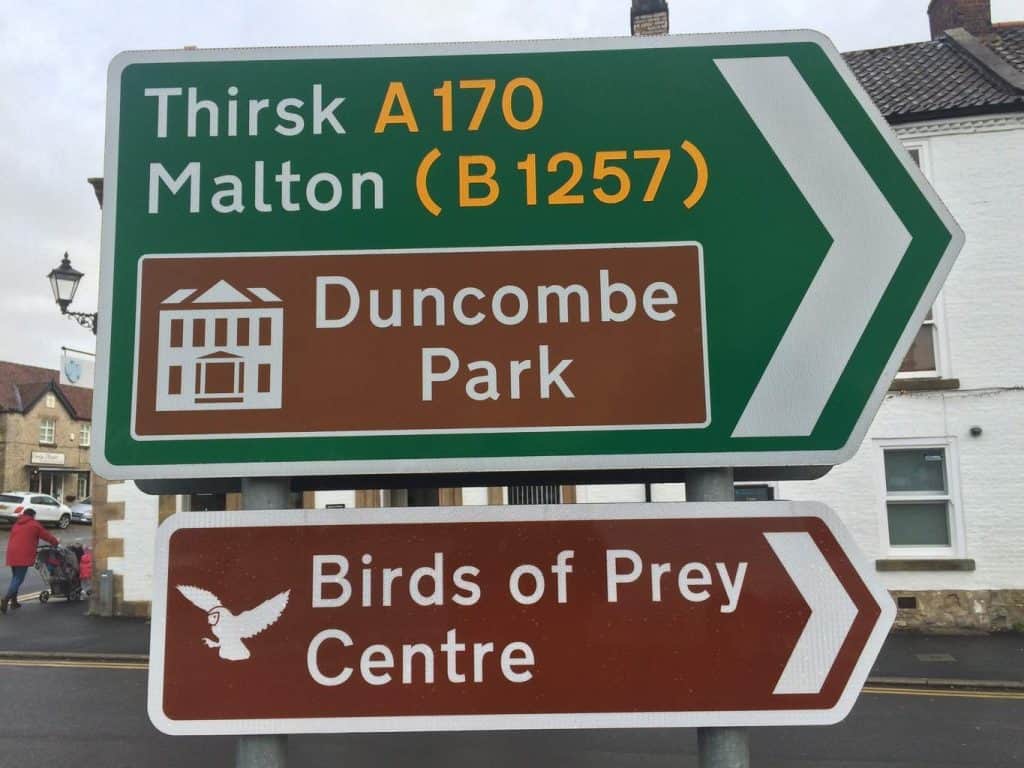 Thirsk A170
Malton (B1257)
Duncombe
Park
Birds of Prey
Centre